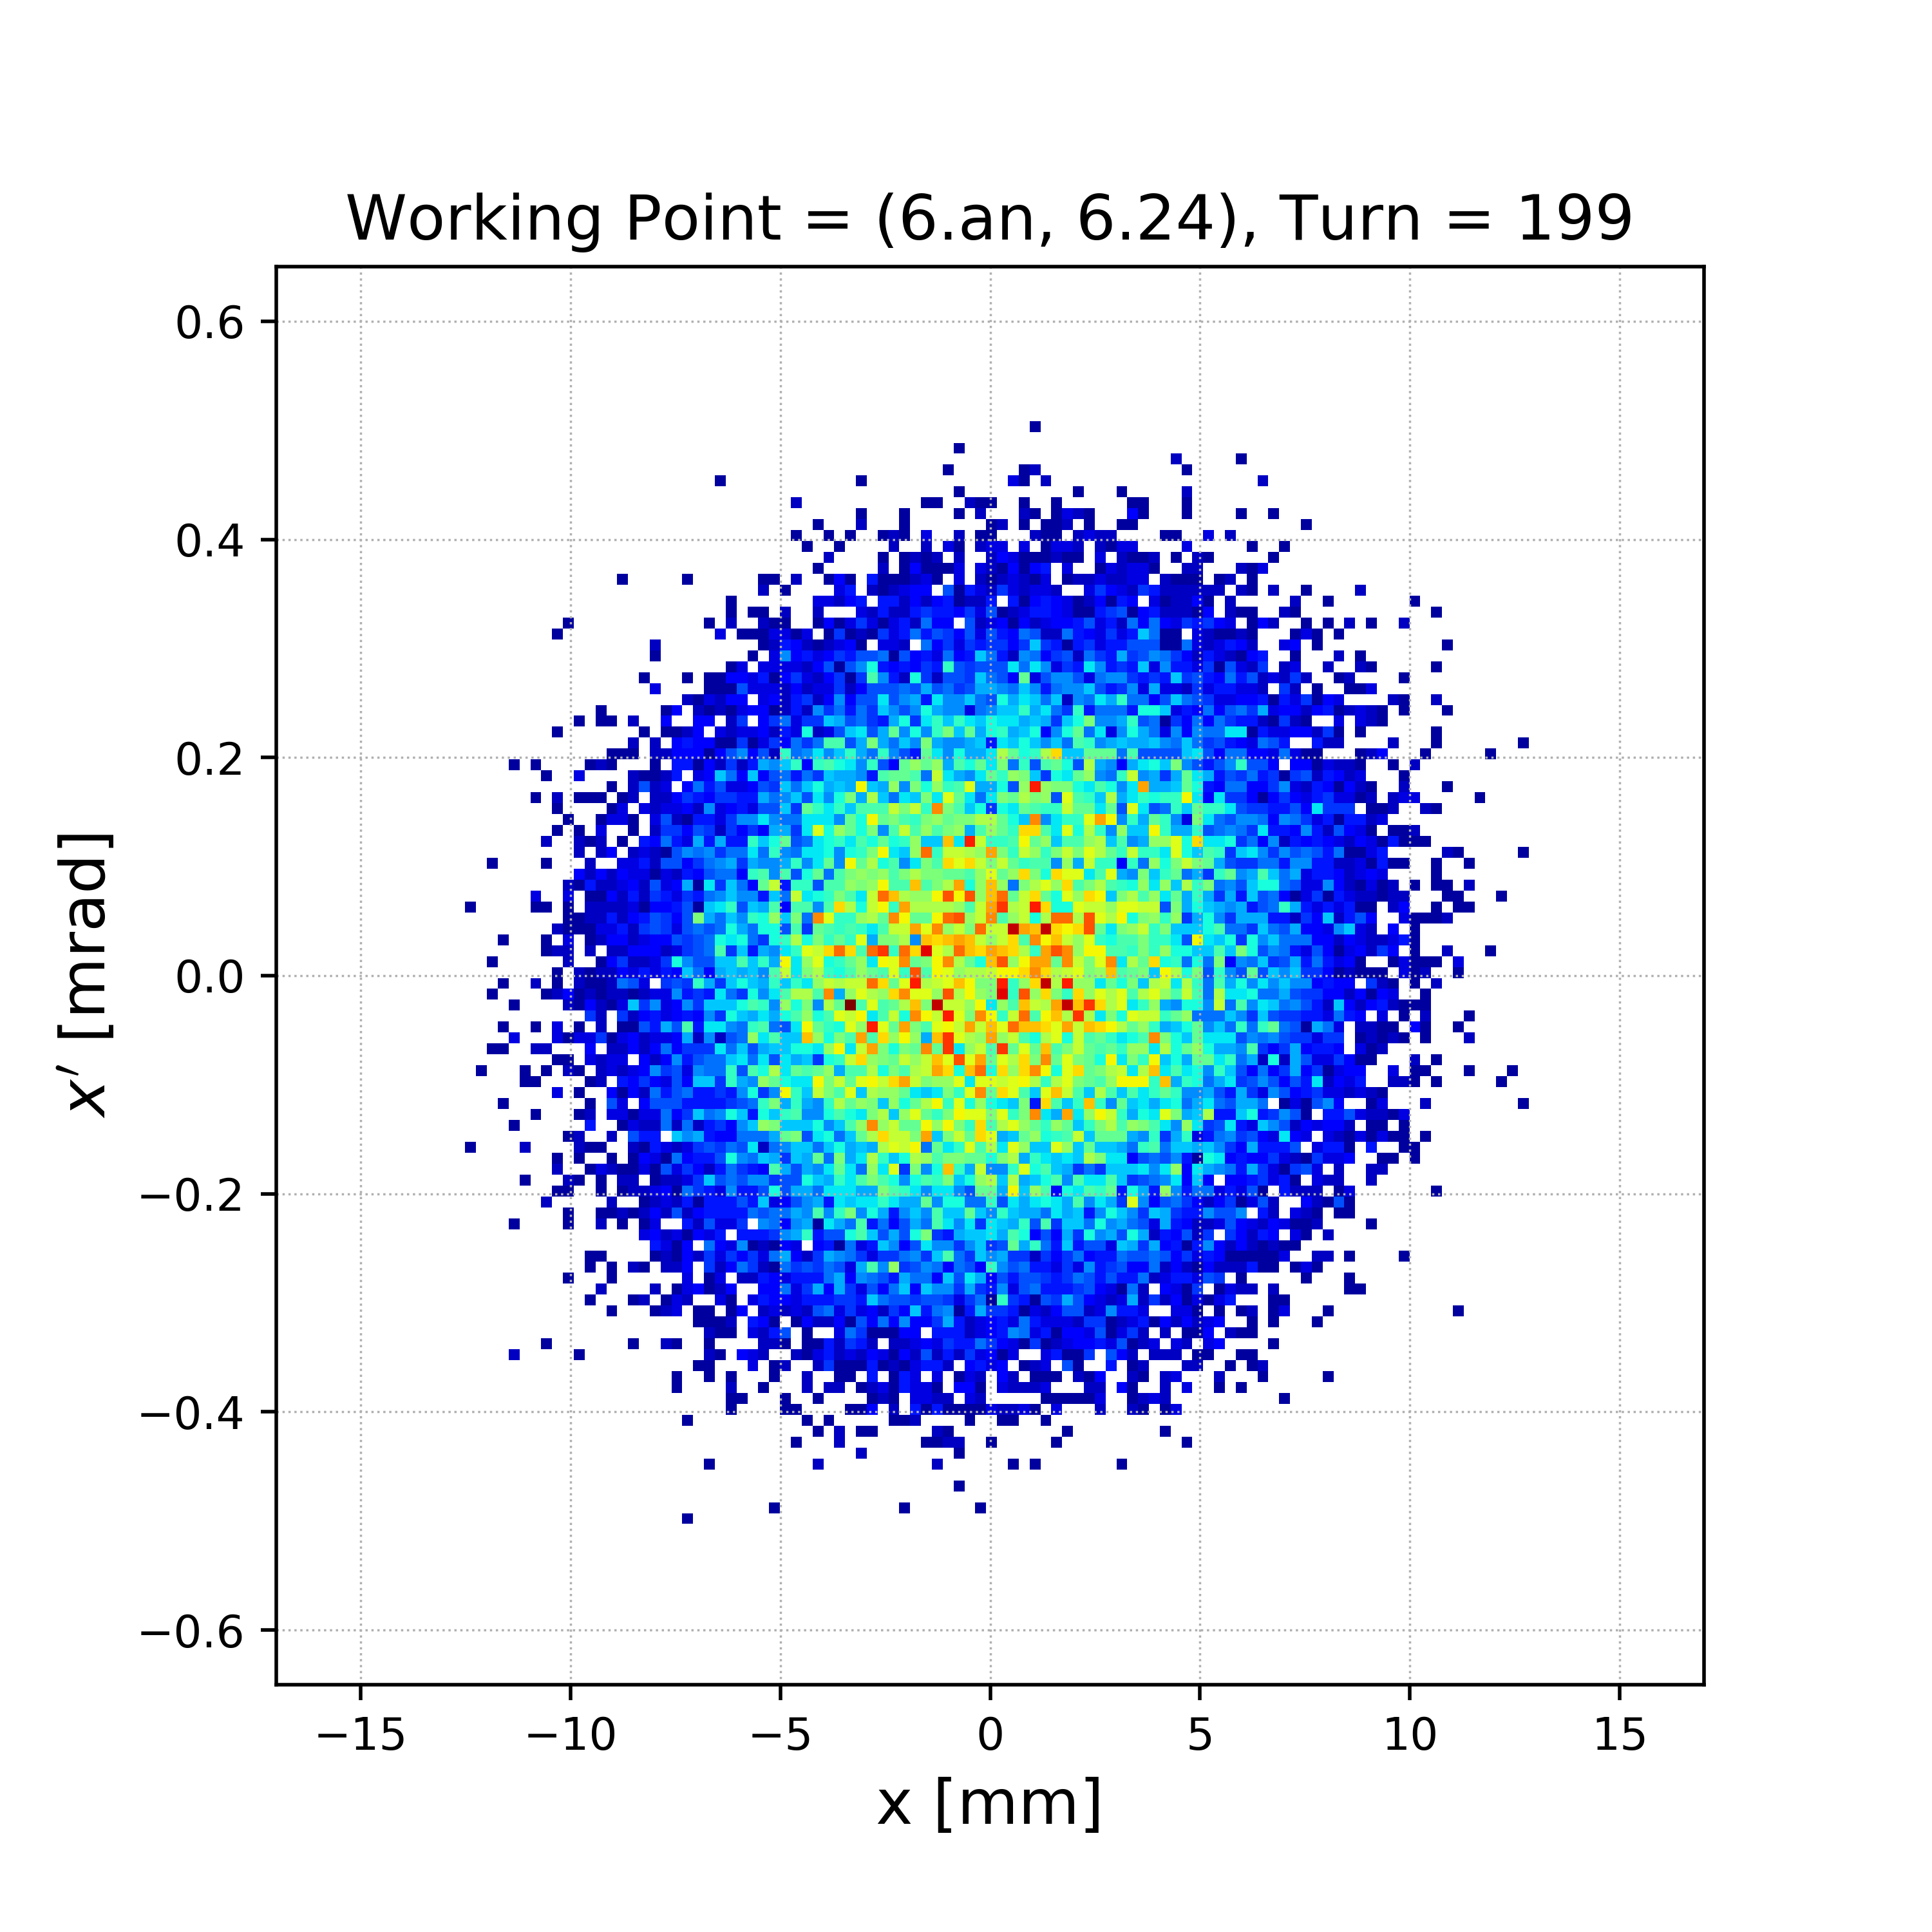 Working Point = (6.an, 6.24), Turn = 199
0.6
0.4
0.2
0.0
−0.2
−0.4
−0.6
x′ [mrad]
−15 −10 −5 0 5 10 15
x [mm]